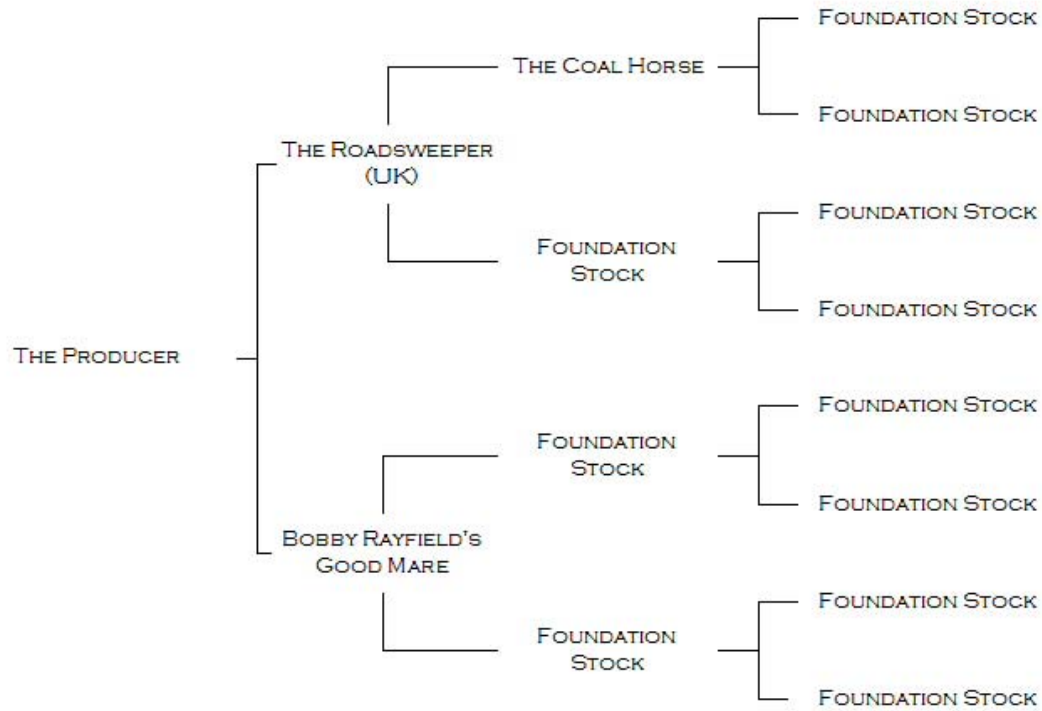 Foundation Stock
The Coal Horse
Foundation Stock
The Roadsweeper
(UK)
Foundation Stock
Foundation
Stock
Foundation Stock
The Producer
Foundation Stock
Foundation
Stock
Foundation Stock
Bobby Rayfield's
Good Mare
Foundation Stock
Foundation
Stock
Foundation Stock